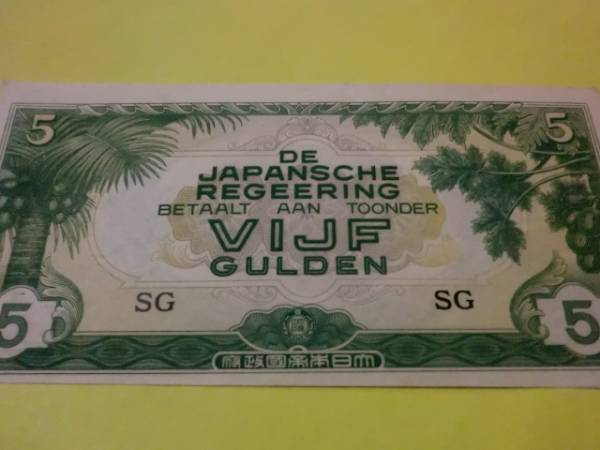 5 5
DE
JAPANSCHE
REGEERING
BETAALT AAN TOONDER
VIJF
GULDEN
SG SG
5 5
府政國帝本日大